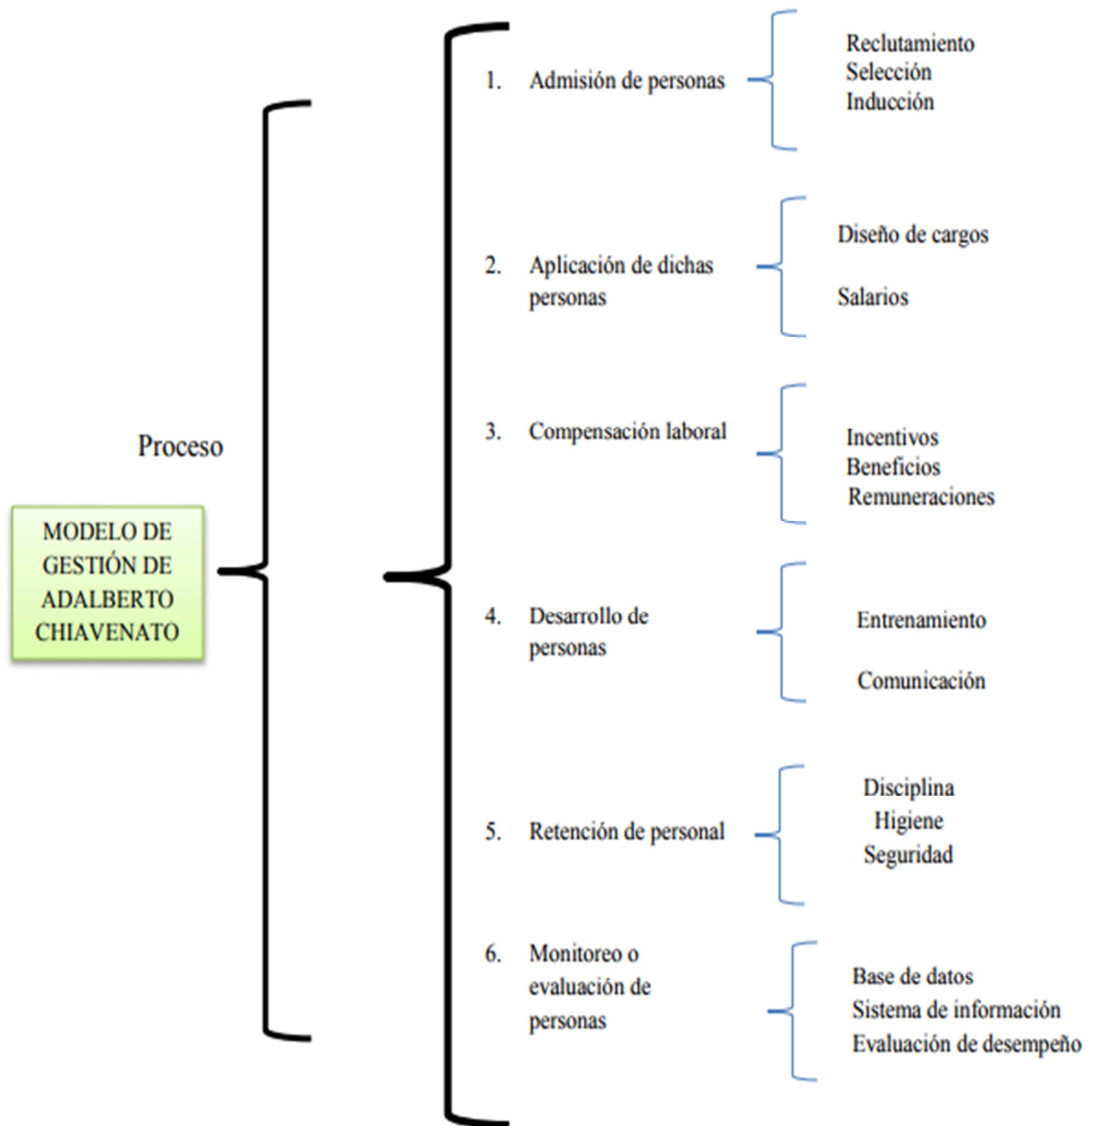 Proceso
MODELO DE
GESTIÓN DE
ADALBERTO
CHIAVENATO
1. Admisión de personas
Reclutamiento
Selección
Inducción
2. Aplicación de dichas
personas
Diseño de cargos
Salarios
3. Compensación laboral
Incentivos
Beneficios
Remuneraciones
4. Desarrollo de
personas
Entrenamiento
Comunicación
5. Retención de personal
Disciplina
Higiene
Seguridad
6. Monitoreo o
evaluación de
personas
Base de datos
Sistema de información
Evaluación de desempeño